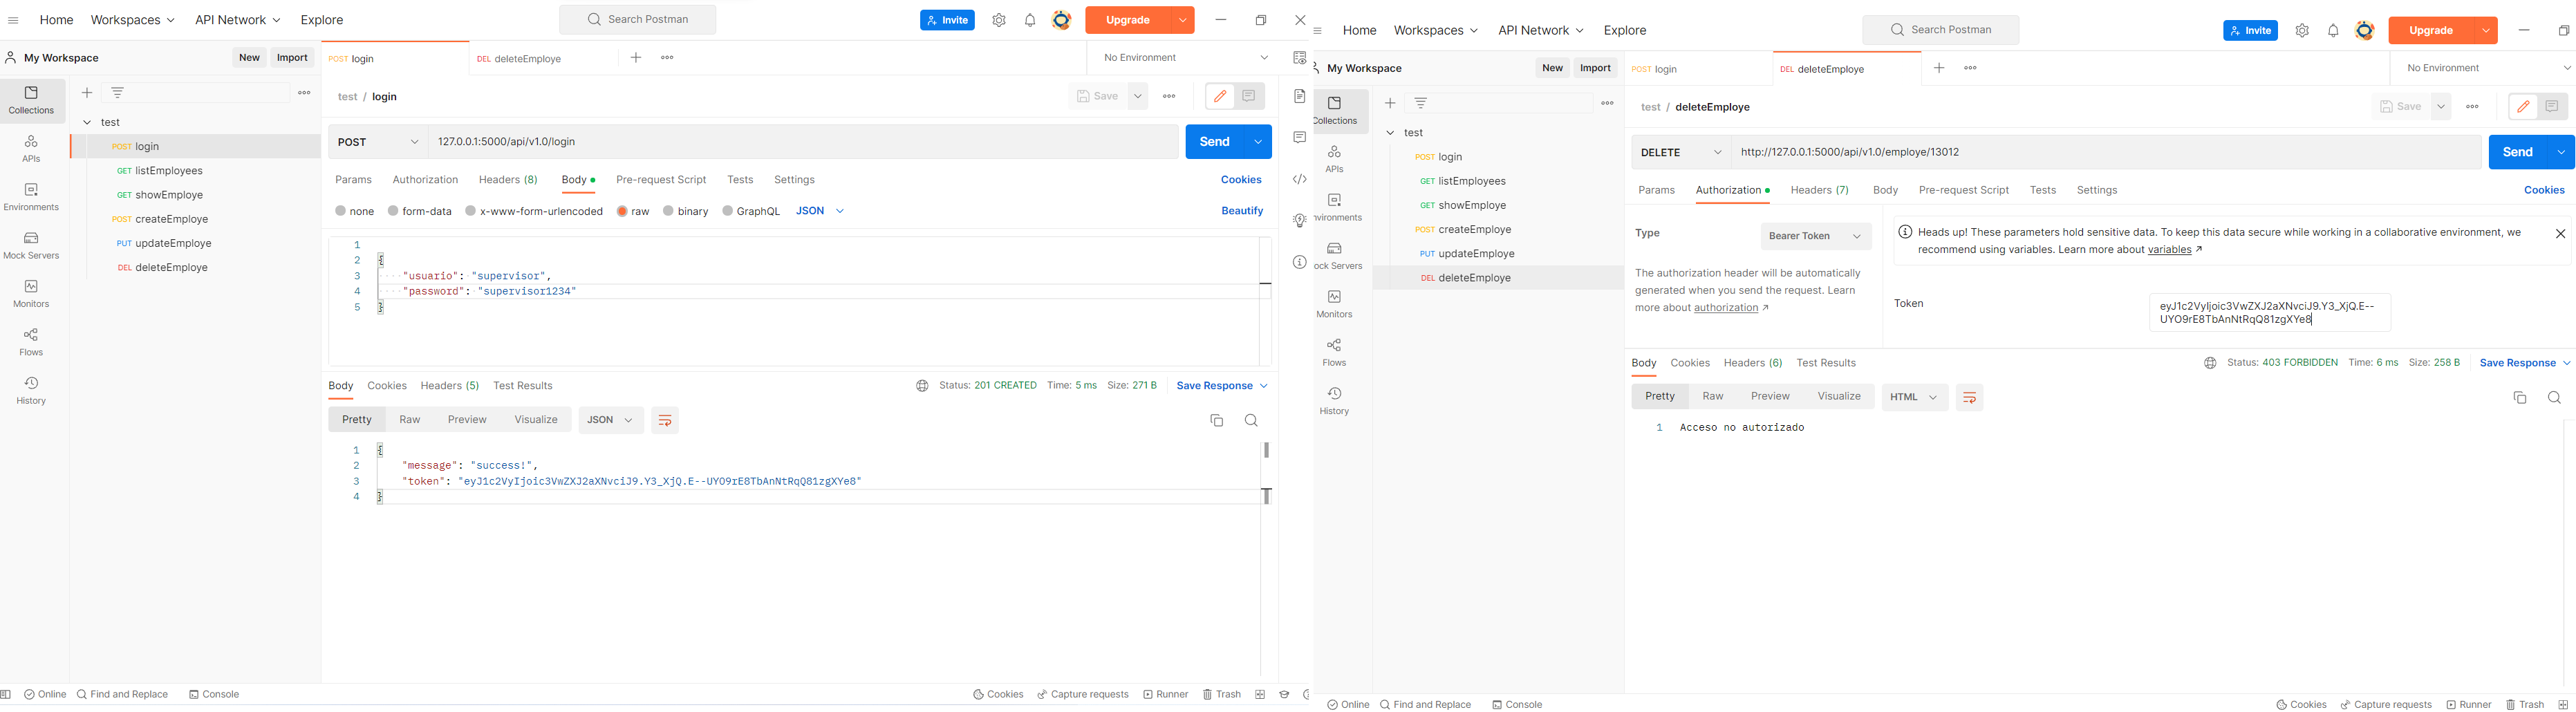 Home Workspaces API Network Explore Search Postman Invite Upgrade
My Workspace New Import POST login DEL deleteEmploye No Environment
Collections
test / login Save
test
POST 127.0.0.1:5000/api/v1.0/login Send
POST login
APIs
GET listEmployees
Params Authorization Headers (8) Body Pre-request Script Tests Settings Cookies
GET showEmploye
Environments
none form-data x-www-form-urlencoded raw binary GraphQL JSON Beautify
POST createEmploye
PUT updateEmploye
Mock Servers
DEL deleteEmploye
Monitors
Flows
History
1
2 {
3 "usuario": "supervisor",
4 "password": "supervisor1234"
5 }
Body Cookies Headers (5) Test Results Status: 201 CREATED Time: 5 ms Size: 271 B Save Response
Pretty Raw Preview Visualize JSON
1 {
2 "message": "success!",
3 "token": "eyJ1c2VyIjoic3VwZXJ2aXNvciJ9.Y3_XjQ.E--UYO9rE8TbAnNtRqQ81zgXYe8"
4 }
Online Find and Replace Console Cookies Capture requests Runner Trash
Home Workspaces API Network Explore Search Postman Invite Upgrade
My Workspace New Import POST login DEL deleteEmploye No Environment
Collections
test / deleteEmploye Save
test
DELETE http://127.0.0.1:5000/api/v1.0/employe/13012 Send
POST login
APIs
GET listEmployees
Params Authorization Headers (7) Body Pre-request Script Tests Settings Cookies
GET showEmploye
nvironments
POST createEmploye
PUT updateEmploye
ock Servers
DEL deleteEmploye
Monitors
Flows
History
Type Bearer Token
The authorization header will be automatically
generated when you send the request. Learn
more about authorization ↗
Heads up! These parameters hold sensitive data. To keep this data secure while working in a collaborative environment, we
recommend using variables. Learn more about variables ↗
Token
eyJ1c2VyIjoic3VwZXJ2aXNvciJ9.Y3_XjQ.E--
UYO9rE8TbAnNtRqQ81zgXYe8
Body Cookies Headers (6) Test Results Status: 403 FORBIDDEN Time: 6 ms Size: 258 B Save Response
Pretty Raw Preview Visualize HTML
1 Acceso no autorizado
Online Find and Replace Console Cookies Capture requests Runner Trash